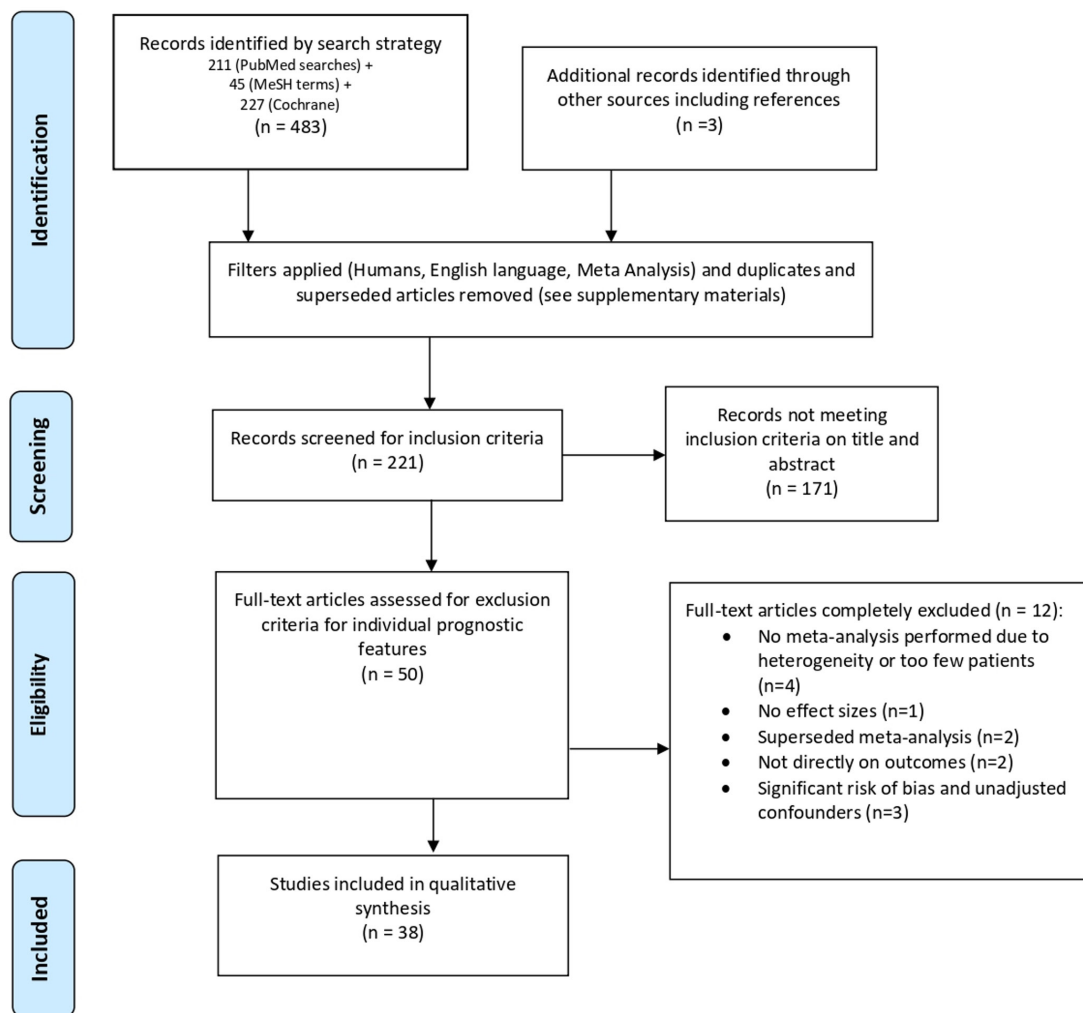 Identification
Records identified by search strategy
211 (PubMed searches) +
45 (MeSH terms) +
227 (Cochrane)
(n = 483)
Additional records identified through
other sources including references
(n =3)
Filters applied (Humans, English language, Meta Analysis) and duplicates and
superseded articles removed (see supplementary materials)
Screening
Records screened for inclusion criteria
(n = 221)
Records not meeting
inclusion criteria on title and
abstract
(n = 171)
Eligibility
Full-text articles assessed for exclusion
criteria for individual prognostic
features
(n = 50)
Full-text articles completely excluded (n = 12):
• No meta-analysis performed due to
heterogeneity or too few patients
(n=4)
• No effect sizes (n=1)
• Superseded meta-analysis (n=2)
• Not directly on outcomes (n=2)
• Significant risk of bias and unadjusted
confounders (n=3)
Included
Studies included in qualitative
synthesis
(n = 38)